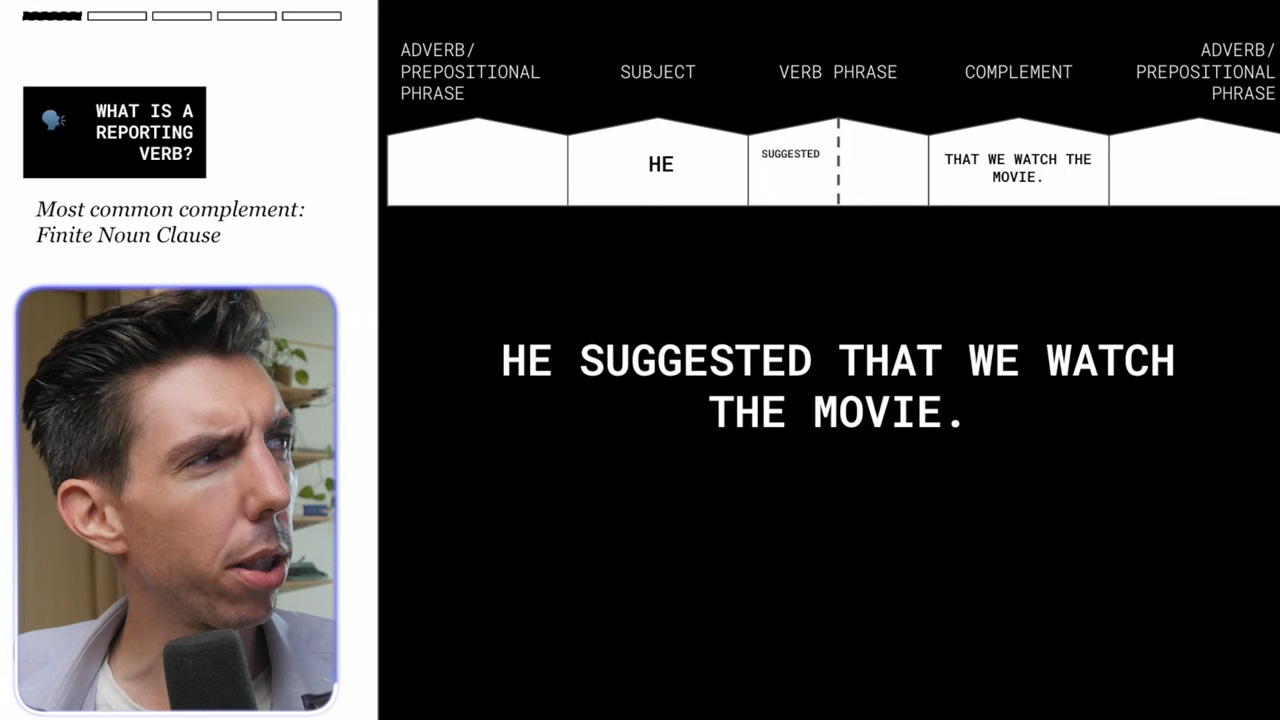 WHAT IS A
REPORTING
VERB?
Most common complement:
Finite Noun Clause
ADVERB/
PREPOSITIONAL
PHRASE
SUBJECT
VERB PHRASE
COMPLEMENT
ADVERB/
PREPOSITIONAL
PHRASE
HE
SUGGESTED
THAT WE WATCH THE
MOVIE.
HE SUGGESTED THAT WE WATCH
THE MOVIE.